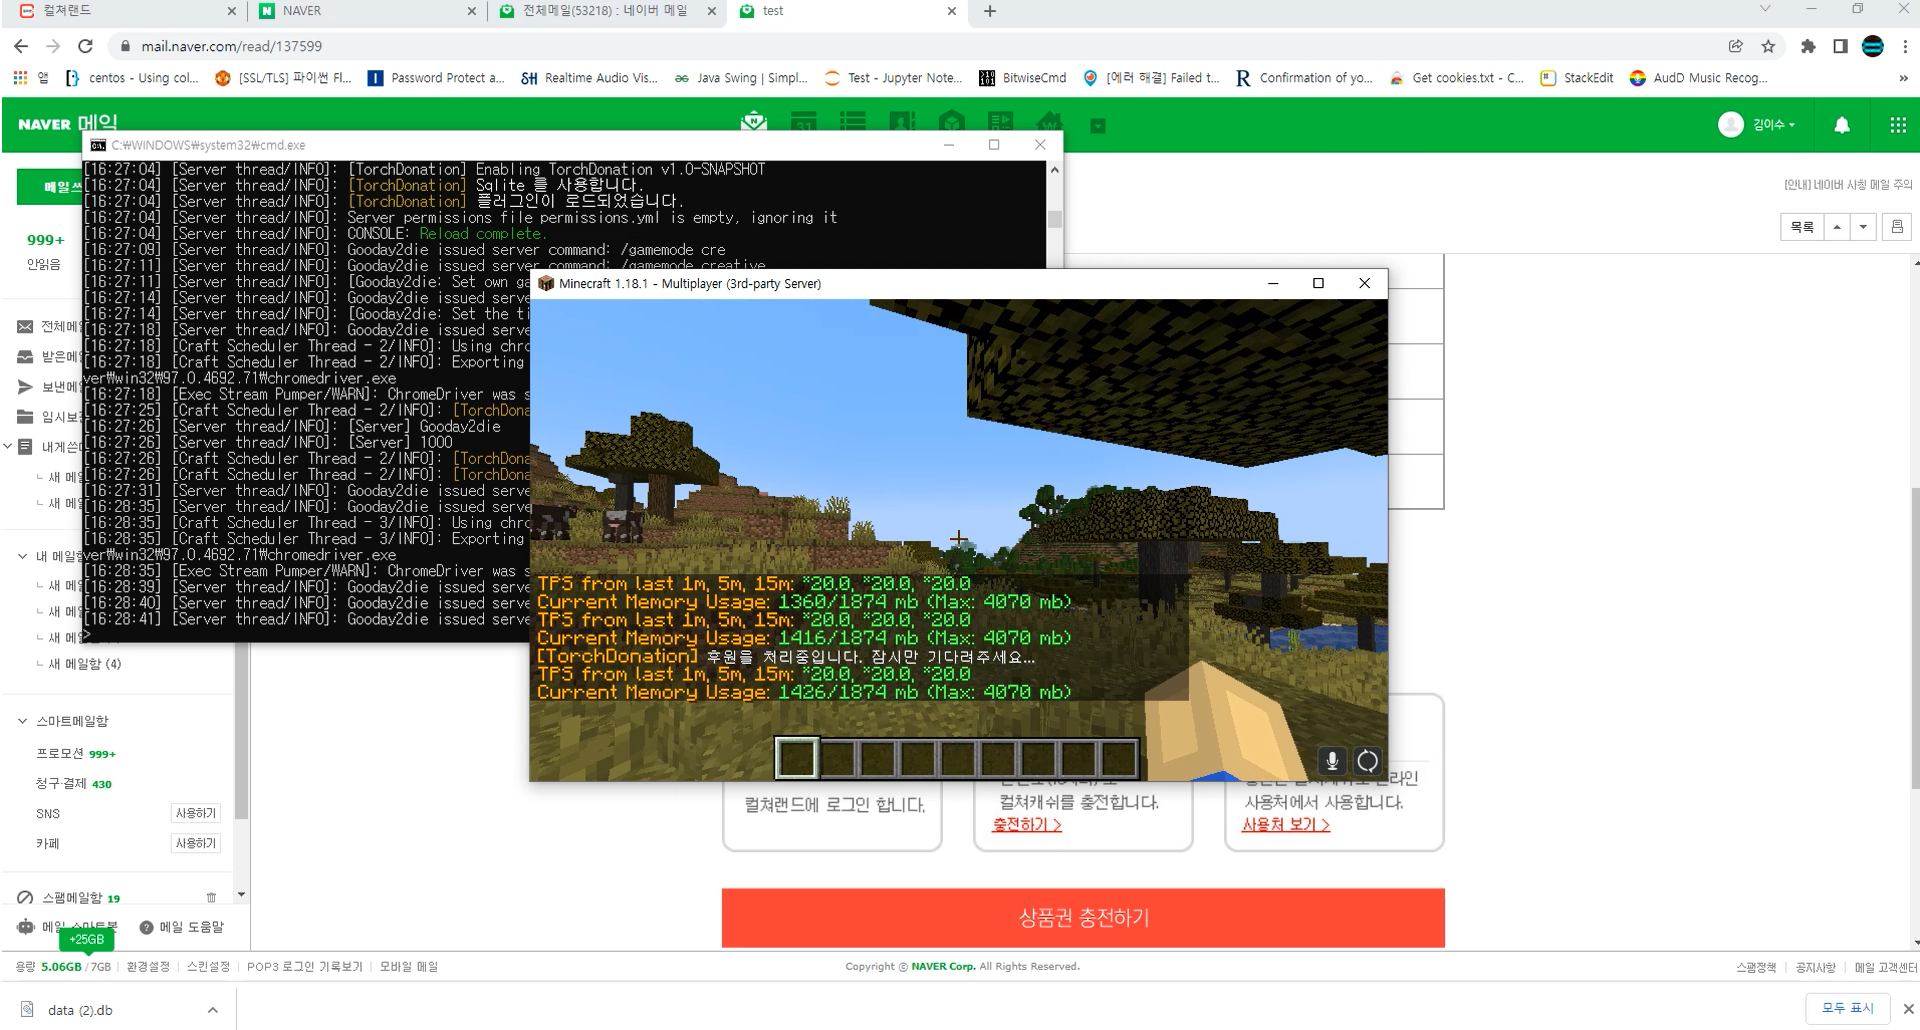 컬쳐랜드
NAVER
전체메일(53218) : 네이버 메일
test
mail.naver.com/read/137599
앱
centos - Using col...
[SSL/TLS] 파이썬 Fl...
Password Protect a...
Realtime Audio Vis...
Java Swing | Simpl...
Test - Jupyter Note...
BitwiseCmd
[에러 해결] Failed t...
Confirmation of yo...
Get cookies.txt - C...
StackEdit
AudD Music Recog...
NAVER 메일
김이수
C:₩WINDOWS₩system32₩cmd.exe
[16:27:04] [Server thread/INFO]: [TorchDonation] Enabling TorchDonation v1.0-SNAPSHOT
[16:27:04] [Server thread/INFO]: [TorchDonation] Sqlite 를 사용합니다.
[16:27:04] [Server thread/INFO]: [TorchDonation] 플러그인이 로드되었습니다.
[16:27:04] [Server thread/INFO]: Server permissions file permissions.yml is empty, ignoring it
[16:27:04] [Server thread/INFO]: CONSOLE: Reload complete.
[16:27:09] [Server thread/INFO]: Gooday2die issued server command: /gamemode cre
[16:27:11] [Server thread/INFO]: Gooday2die issued server command: /gamemode creative
[16:27:11] [Server thread/INFO]: [Gooday2die: Set own ga
[16:27:14] [Server thread/INFO]: Gooday2die issued serve
[16:27:14] [Server thread/INFO]: [Gooday2die: Set the ti
[16:27:18] [Server thread/INFO]: Gooday2die issued serve
[16:27:18] [Craft Scheduler Thread - 2/INFO]: Using chro
[16:27:18] [Craft Scheduler Thread - 2/INFO]: Exporting
ver₩win32₩97.0.4692.71₩chromedriver.exe
[16:27:18] [Exec Stream Pumper/WARN]: ChromeDriver was s
[16:27:25] [Craft Scheduler Thread - 2/INFO]: [TorchDona
[16:27:26] [Server thread/INFO]: [Server] Gooday2die
[16:27:26] [Server thread/INFO]: [Server] 1000
[16:27:26] [Craft Scheduler Thread - 2/INFO]: [TorchDona
[16:27:26] [Craft Scheduler Thread - 2/INFO]: [TorchDona
[16:27:31] [Server thread/INFO]: Gooday2die issued serve
[16:28:35] [Server thread/INFO]: Gooday2die issued serve
[16:28:35] [Craft Scheduler Thread - 3/INFO]: Using chro
[16:28:35] [Craft Scheduler Thread - 3/INFO]: Exporting
ver₩win32₩97.0.4692.71₩chromedriver.exe
[16:28:35] [Exec Stream Pumper/WARN]: ChromeDriver was s
[16:28:39] [Server thread/INFO]: Gooday2die issued serve
[16:28:40] [Server thread/INFO]: Gooday2die issued serve
[16:28:41] [Server thread/INFO]: Gooday2die issued serve
>
Minecraft 1.18.1 - Multiplayer (3rd-party Server)
TPS from last 1m, 5m, 15m: *20.0, *20.0, *20.0
Current Memory Usage: 1360/1874 mb (Max: 4070 mb)
TPS from last 1m, 5m, 15m: *20.0, *20.0, *20.0
Current Memory Usage: 1416/1874 mb (Max: 4070 mb)
[TorchDonation] 후원을 처리중입니다. 잠시만 기다려주세요...
TPS from last 1m, 5m, 15m: *20.0, *20.0, *20.0
Current Memory Usage: 1426/1874 mb (Max: 4070 mb)
[안내] 네이버 사칭 메일 주의
목록
메일쓰
999+
안읽음
전체메
받은메
보낸메
임시보
내게쓴
새 메
새 메
내 메일
새 메
새 메
새 메
새 메일함 (4)
스마트메일함
프로모션 999+
청구·결제 430
SNS 사용하기
카페 사용하기
스팸메일함 19
메일 스마트봇
메일 도움말
+25GB
컬쳐랜드에 로그인 합니다.
컬쳐캐쉬를 충전합니다.
충전하기 >
온라인
사용처에서 사용합니다.
사용처 보기 >
상품권 충전하기
용량 5.06GB / 7GB
환경설정
스킨설정
POP3 로그인 기록보기
모바일 메일
Copyright © NAVER Corp. All Rights Reserved.
스팸정책
공지사항
메일 고객센터
data (2).db
모두 표시